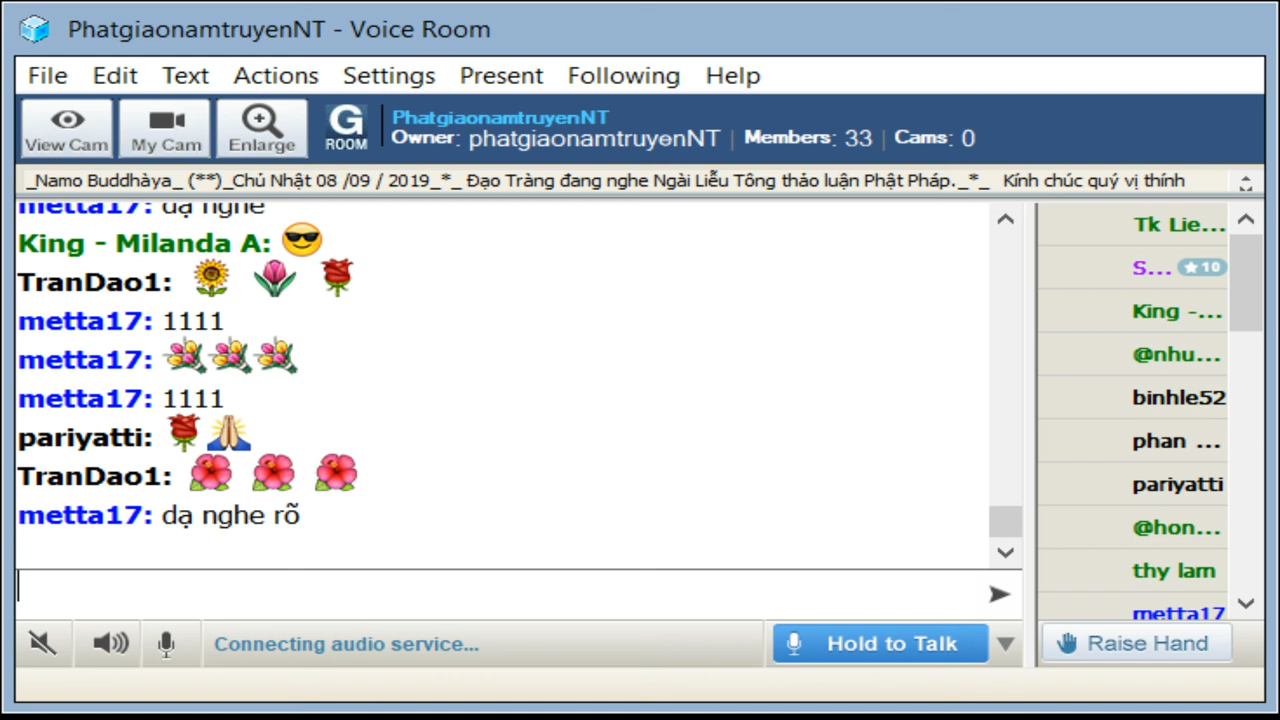 PhatgiaonamtruyenNT - Voice Room
File Edit Text Actions Settings Present Following Help
View Cam My Cam Enlarge
G ROOM
PhatgiaonamtruyenNT
Owner: phatgiaonamtruyenNT | Members: 33 | Cams: 0
_Namo Buddhàya_ (**)_Chủ Nhật 08 /09 / 2019_*_ Đạo Tràng đang nghe Ngài Liễu Tông thảo luận Phật Pháp._*_ Kính chúc quý vị thính
metta17: dạ nghe
King - Milanda A: 😎
TranDao1: 🌻 🌷 🌹
metta17: 1111
metta17: 💐💐💐
metta17: 1111
pariyatti: 🌹🙏
TranDao1: 🌺 🌺 🌺
metta17: dạ nghe rõ
Tk Lie...
S... ★10
King -...
@nhu...
binhle52
phan ...
pariyatti
@hon...
thy lam
metta17
Connecting audio service...
Hold to Talk
Raise Hand